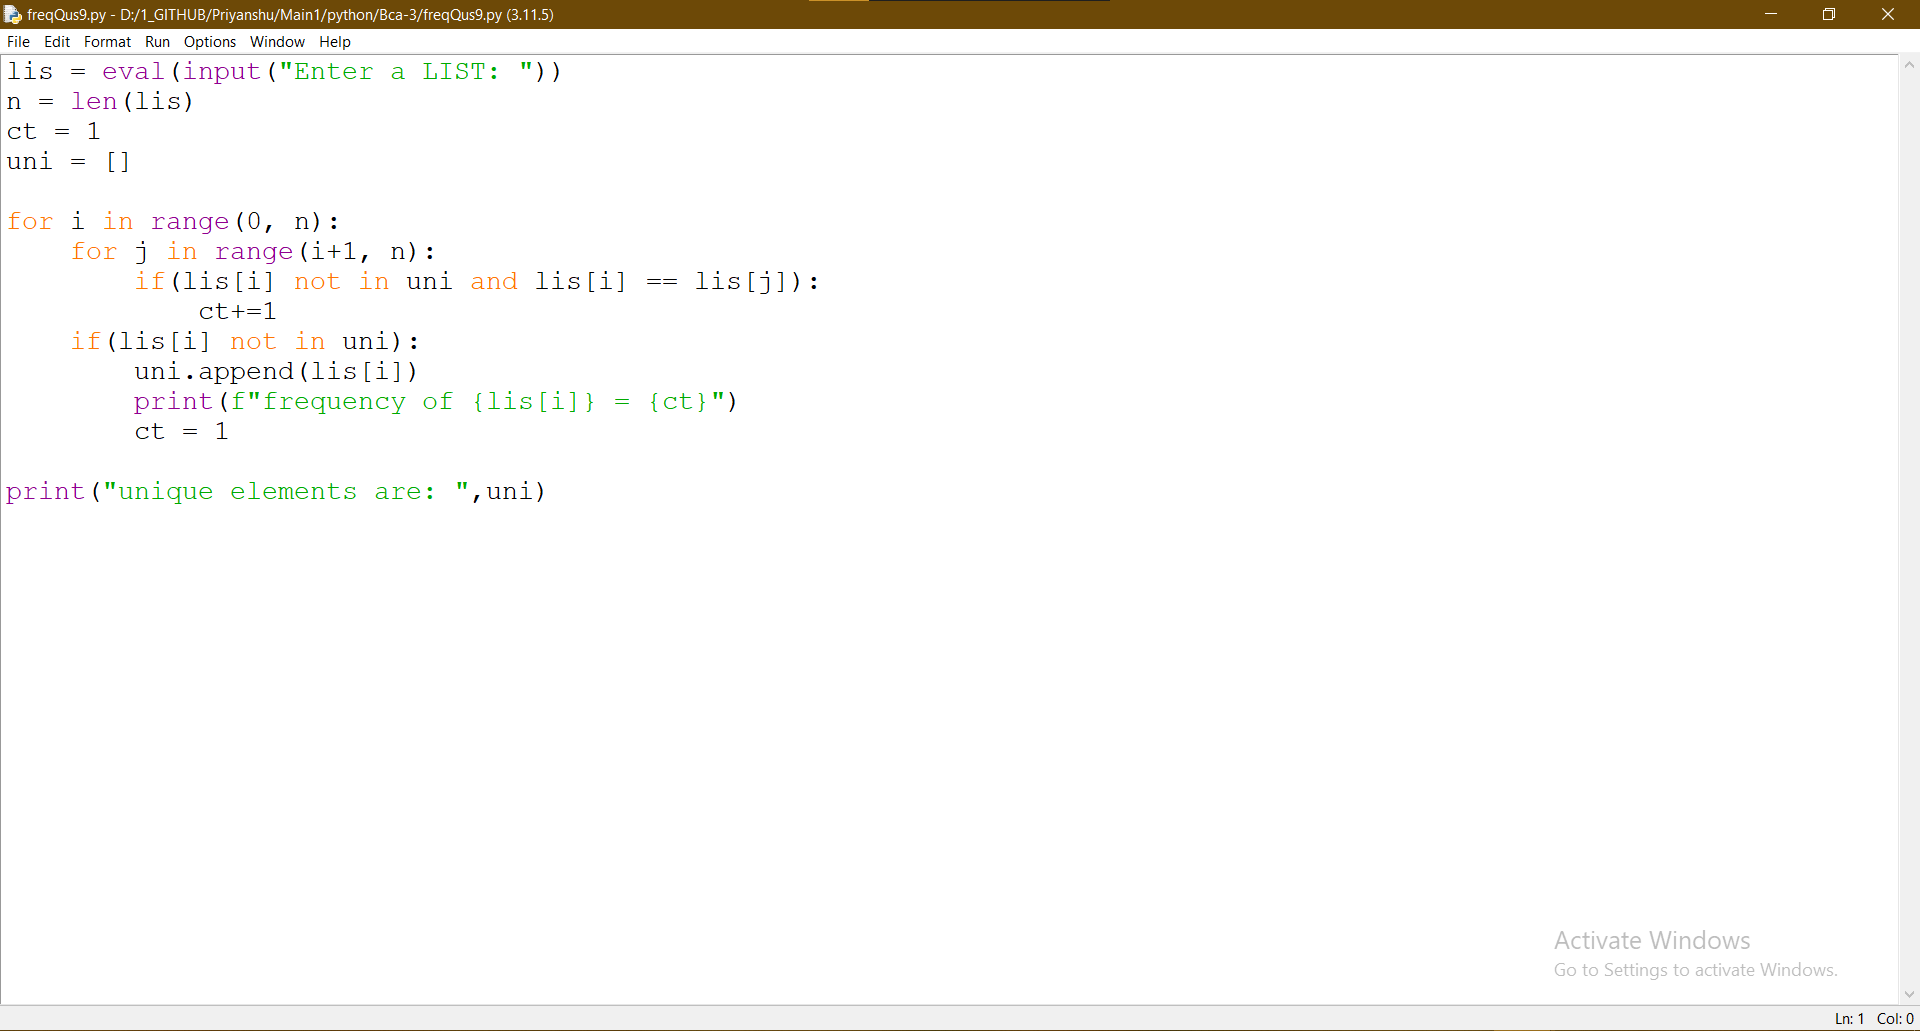 freqQus9.py - D:/1_GITHUB/Priyanshu/Main1/python/Bca-3/freqQus9.py (3.11.5)
File Edit Format Run Options Window Help
lis = eval(input("Enter a LIST: "))
n = len(lis)
ct = 1
uni = []
for i in range(0, n):
    for j in range(i+1, n):
        if(lis[i] not in uni and lis[i] == lis[j]):
            ct+=1
    if(lis[i] not in uni):
        uni.append(lis[i])
        print(f"frequency of {lis[i]} = {ct}")
        ct = 1
print("unique elements are: ",uni)
Activate Windows
Go to Settings to activate Windows.
Ln: 1 Col: 0